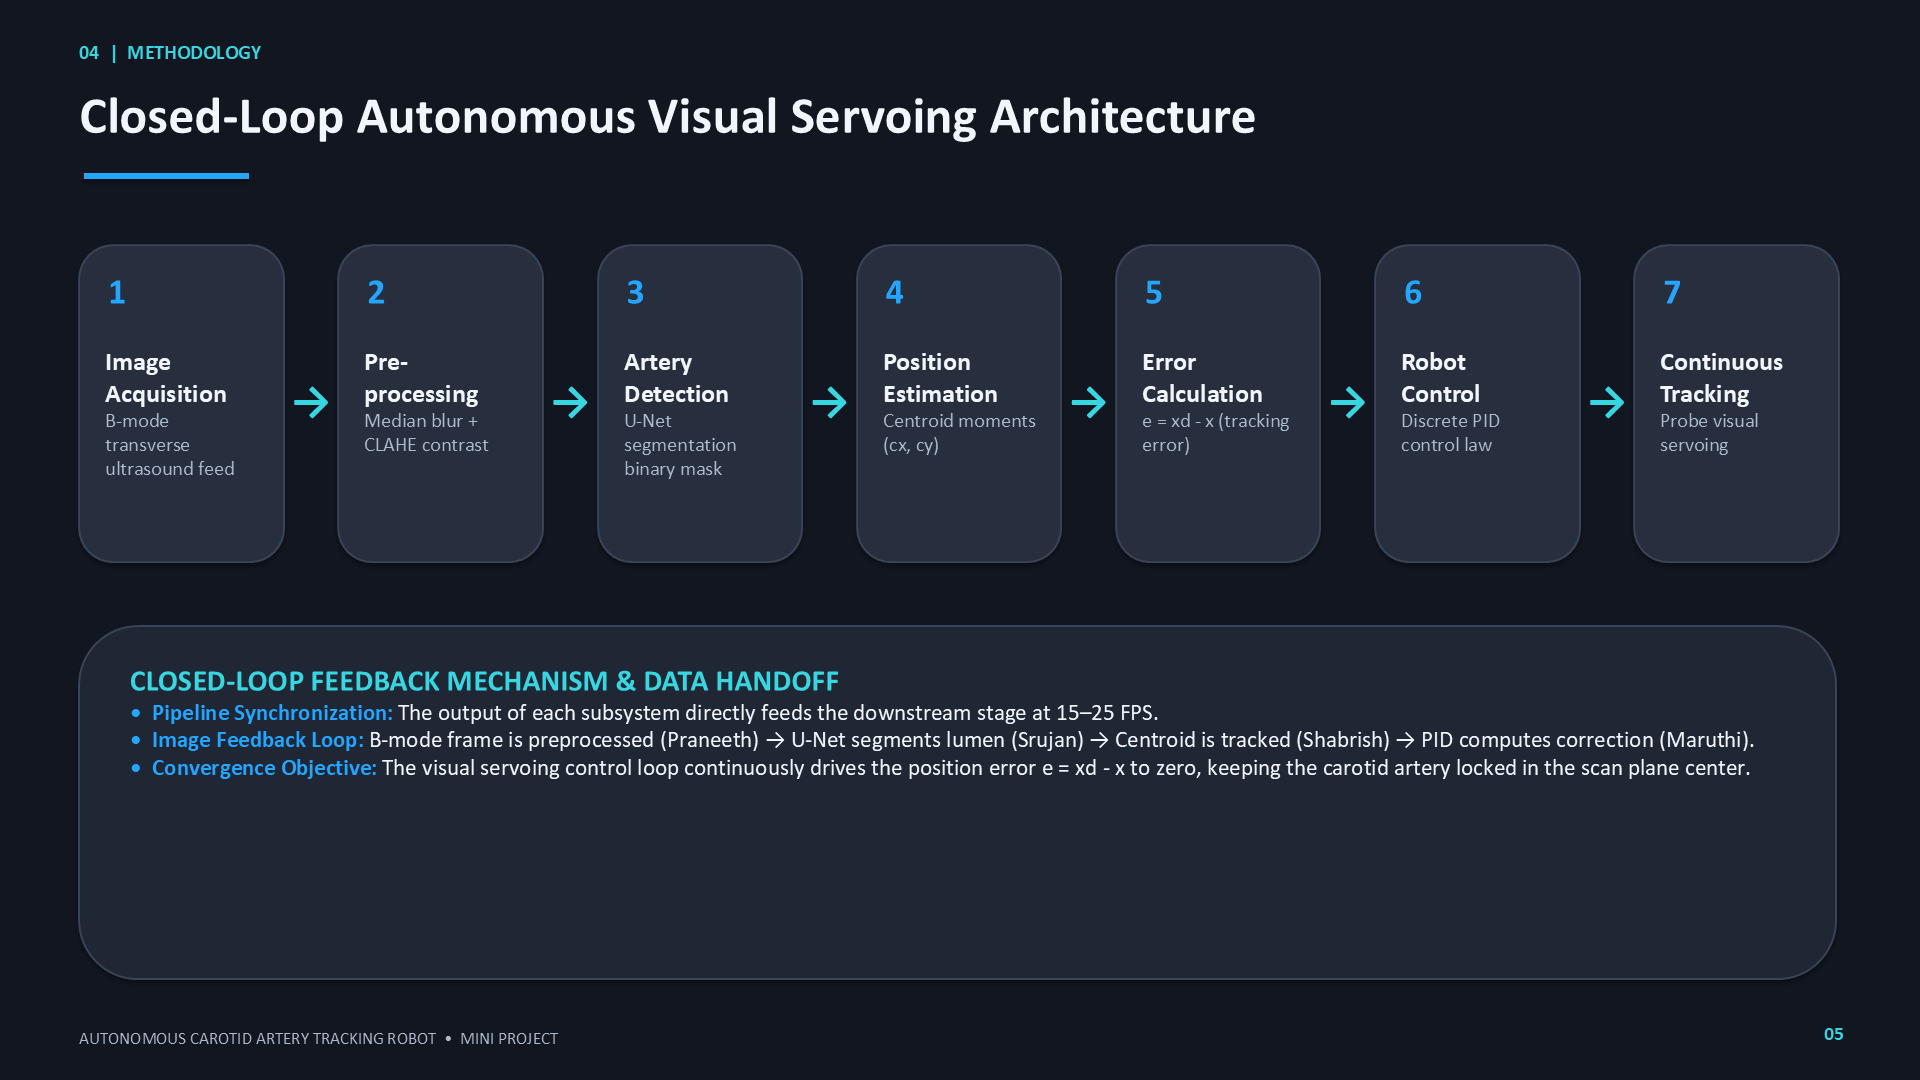 04 | METHODOLOGY
Closed-Loop Autonomous Visual Servoing Architecture
1
Image
Acquisition
B-mode
transverse
ultrasound feed
→
2
Pre-
processing
Median blur +
CLAHE contrast
→
3
Artery
Detection
U-Net
segmentation
binary mask
→
4
Position
Estimation
Centroid moments
(cx, cy)
→
5
Error
Calculation
e = xd - x (tracking
error)
→
6
Robot
Control
Discrete PID
control law
→
7
Continuous
Tracking
Probe visual
servoing
CLOSED-LOOP FEEDBACK MECHANISM & DATA HANDOFF
• Pipeline Synchronization: The output of each subsystem directly feeds the downstream stage at 15–25 FPS.
• Image Feedback Loop: B-mode frame is preprocessed (Praneeth) → U-Net segments lumen (Srujan) → Centroid is tracked (Shabrish) → PID computes correction (Maruthi).
• Convergence Objective: The visual servoing control loop continuously drives the position error e = xd - x to zero, keeping the carotid artery locked in the scan plane center.
AUTONOMOUS CAROTID ARTERY TRACKING ROBOT • MINI PROJECT
05